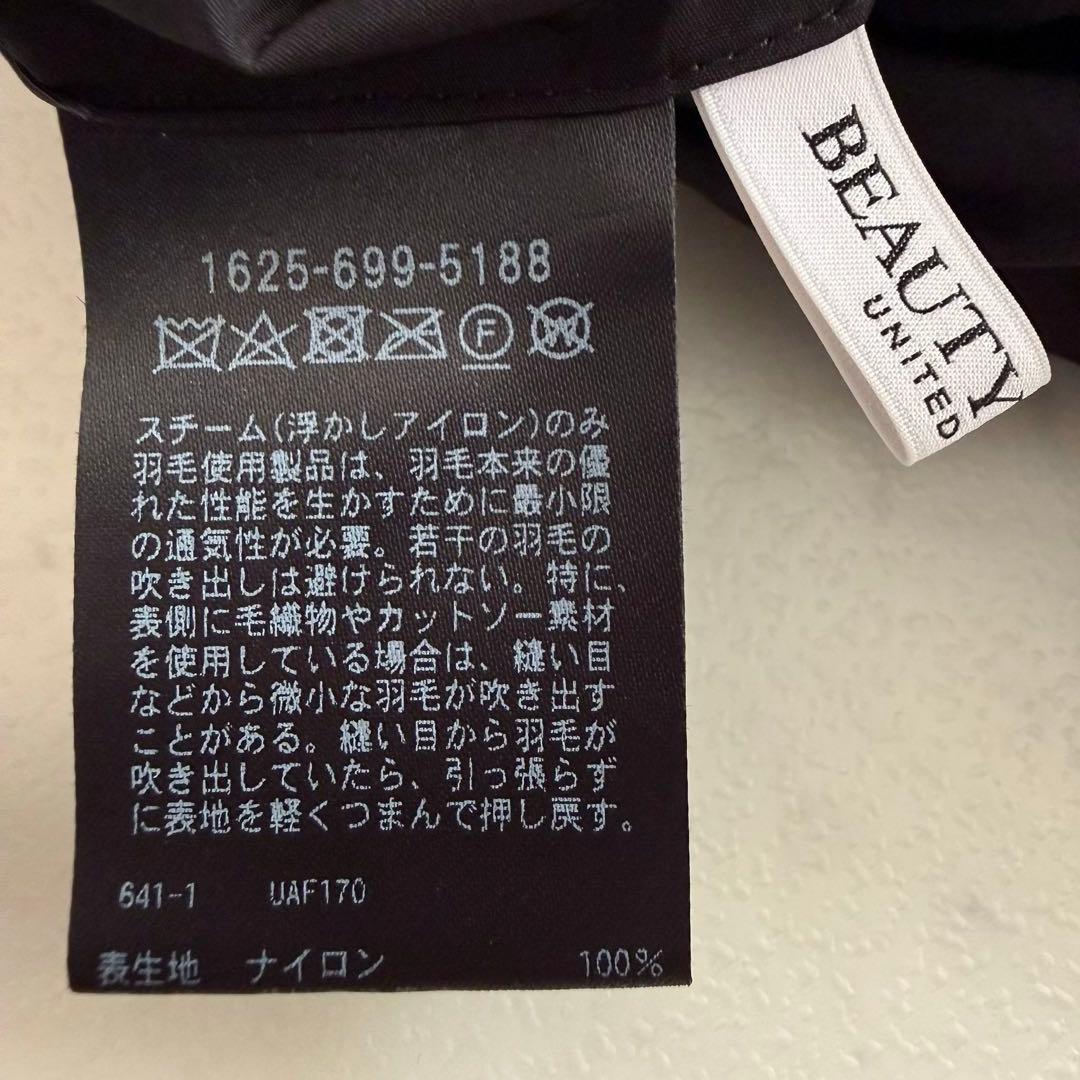 1625-699-5188
F
W
スチーム(浮かしアイロン)のみ
羽毛使用製品は、羽毛本来の優
れた性能を生かすために最小限
の通気性が必要。若干の羽毛の
吹き出しは避けられない。特に、
表側に毛織物やカットソー素材
を使用している場合は、縫い目
などから微小な羽毛が吹き出す
ことがある。縫い目から羽毛が
吹き出していたら、引っ張らず
に表地を軽くつまんで押し戻す。
641-1 UAF170
表生地 ナイロン 100%
BEAUTY
UNITED